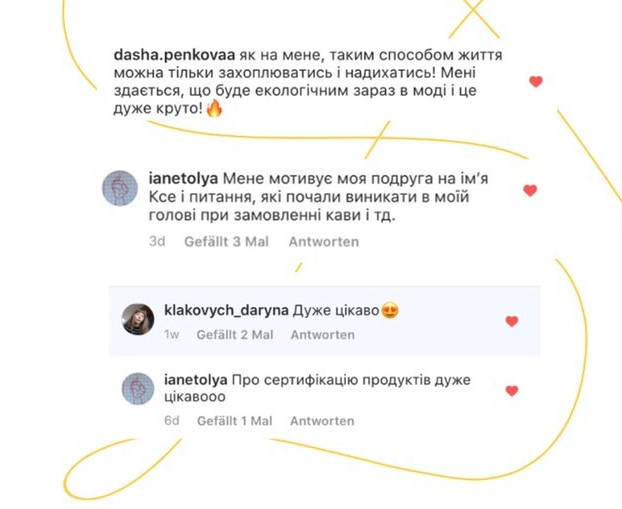 dasha.penkovaa як на мене, таким способом життя
можна тільки захоплюватись і надихатись! Мені
здається, що буде екологічним зараз в моді і це
дуже круто!🔥
ianetolya Мене мотивує моя подруга на ім’я
Ксе і питання, які почали виникати в моїй
голові при замовленні кави і тд.
3d Gefällt 3 Mal Antworten
klakovych_daryna Дуже цікаво😍
1w Gefällt 2 Mal Antworten
ianetolya Про сертифікацію продуктів дуже
цікавооо
6d Gefällt 1 Mal Antworten